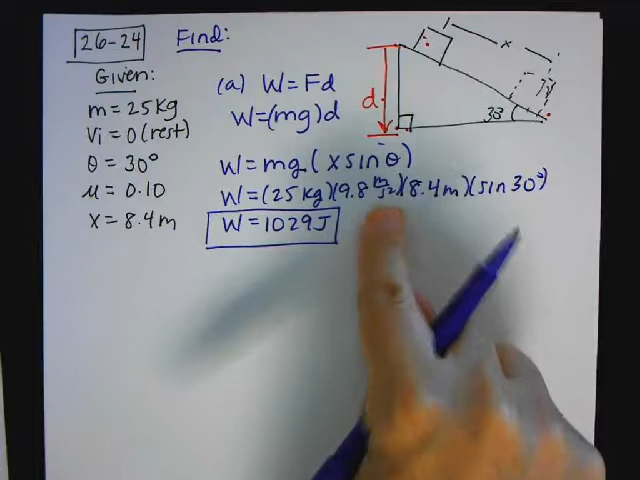 26-24
Find:
Given:
m = 25 Kg
Vi = 0 (rest)
θ = 30°
μ = 0.10
x = 8.4 m
(a) W = Fd
W = (mg)d
W = mg (x sin θ)
W = (25 kg)(9.8 m/s²)(8.4 m)(sin 30°)
W = 1029 J
x
d
30